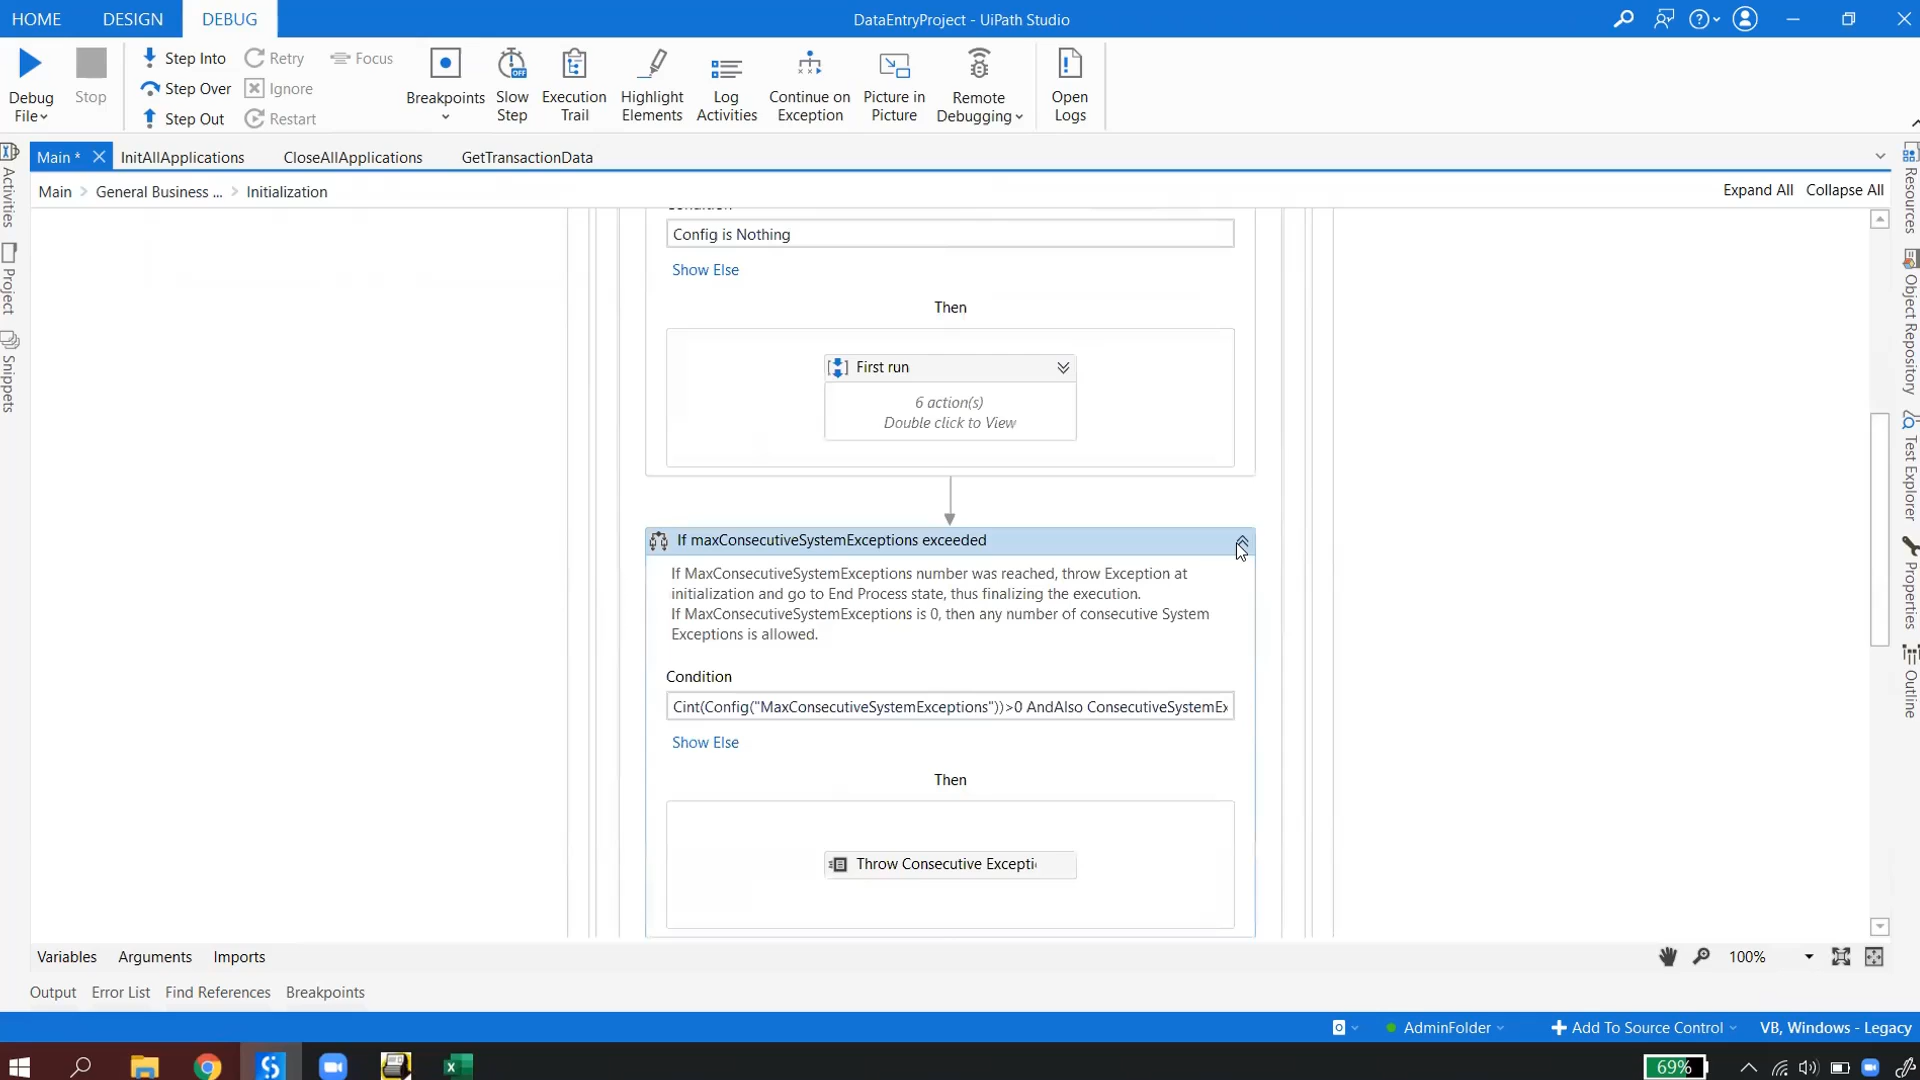 HOME DESIGN DEBUG DataEntryProject - UiPath Studio
Debug File
Stop
Step Into
Step Over
Step Out
Retry
Ignore
Restart
Focus
Breakpoints
Slow Step
Execution Trail
Highlight Elements
Log Activities
Continue on Exception
Picture in Picture
Remote Debugging
Open Logs
Main * InitAllApplications CloseAllApplications GetTransactionData
Main > General Business ... > Initialization
Expand All Collapse All
Activities
Project
Snippets
Resources
Object Repository
Test Explorer
Properties
Outline
Condition
Config is Nothing
Show Else
Then
First run
6 action(s)
Double click to View
If maxConsecutiveSystemExceptions exceeded
If MaxConsecutiveSystemExceptions number was reached, throw Exception at
initialization and go to End Process state, thus finalizing the execution.
If MaxConsecutiveSystemExceptions is 0, then any number of consecutive System
Exceptions is allowed.
Condition
Cint(Config("MaxConsecutiveSystemExceptions"))>0 AndAlso ConsecutiveSystemEx
Show Else
Then
Throw Consecutive Excepti
Variables Arguments Imports
100%
Output Error List Find References Breakpoints
AdminFolder Add To Source Control VB, Windows - Legacy
69%